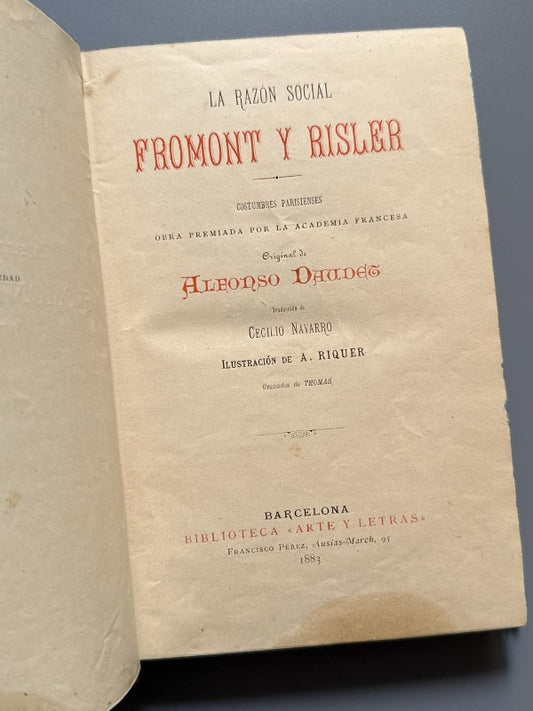 EDAD
LA RAZÓN SOCIAL
FROMONT Y RISLER
COSTUMBRES PARISIENSES
OBRA PREMIADA POR LA ACADEMIA FRANCESA
Original de
ALFONSO DAUDET
Traducción de
CECILIO NAVARRO
ILUSTRACIÓN DE A. RIQUER
Grabados de THOMAS.
BARCELONA
BIBLIOTECA «ARTE Y LETRAS»
FRANCISCO PÉREZ, Ausias-March, 95
1883